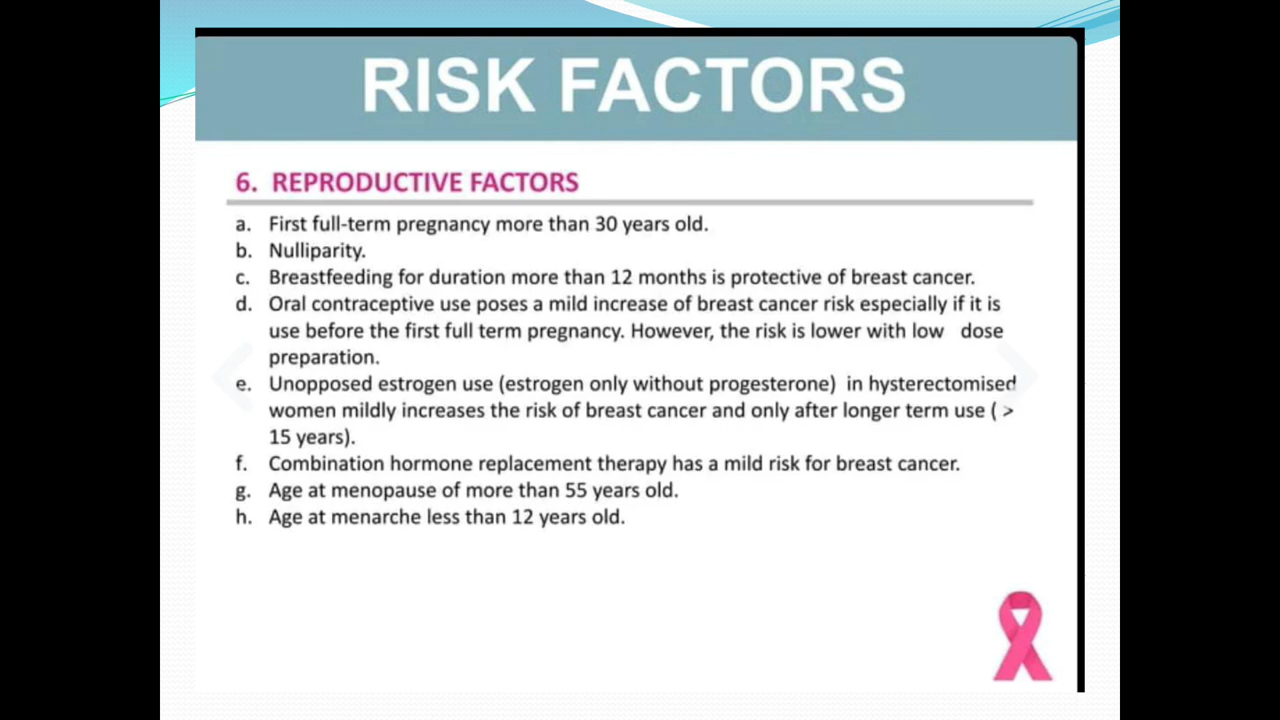 RISK FACTORS
6. REPRODUCTIVE FACTORS
a. First full-term pregnancy more than 30 years old.
b. Nulliparity.
c. Breastfeeding for duration more than 12 months is protective of breast cancer.
d. Oral contraceptive use poses a mild increase of breast cancer risk especially if it is
use before the first full term pregnancy. However, the risk is lower with low dose
preparation.
e. Unopposed estrogen use (estrogen only without progesterone) in hysterectomised
women mildly increases the risk of breast cancer and only after longer term use ( >
15 years).
f. Combination hormone replacement therapy has a mild risk for breast cancer.
g. Age at menopause of more than 55 years old.
h. Age at menarche less than 12 years old.